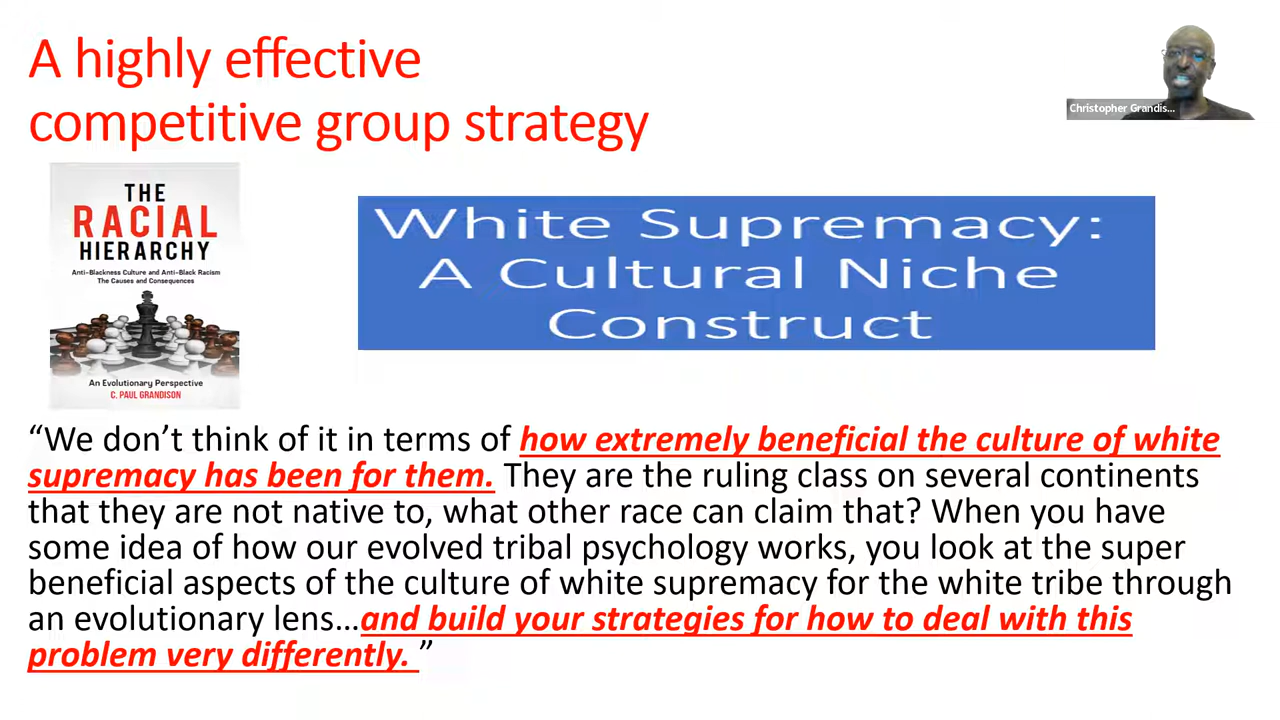 A highly effective
competitive group strategy
Christopher Grandis...
THE
RACIAL
HIERARCHY
Anti-Blackness Culture and Anti-Black Racism
The Causes and Consequences
An Evolutionary Perspective
C. PAUL GRANDISON
White Supremacy:
A Cultural Niche
Construct
“We don’t think of it in terms of how extremely beneficial the culture of white
supremacy has been for them. They are the ruling class on several continents
that they are not native to, what other race can claim that? When you have
some idea of how our evolved tribal psychology works, you look at the super
beneficial aspects of the culture of white supremacy for the white tribe through
an evolutionary lens…and build your strategies for how to deal with this
problem very differently. ”